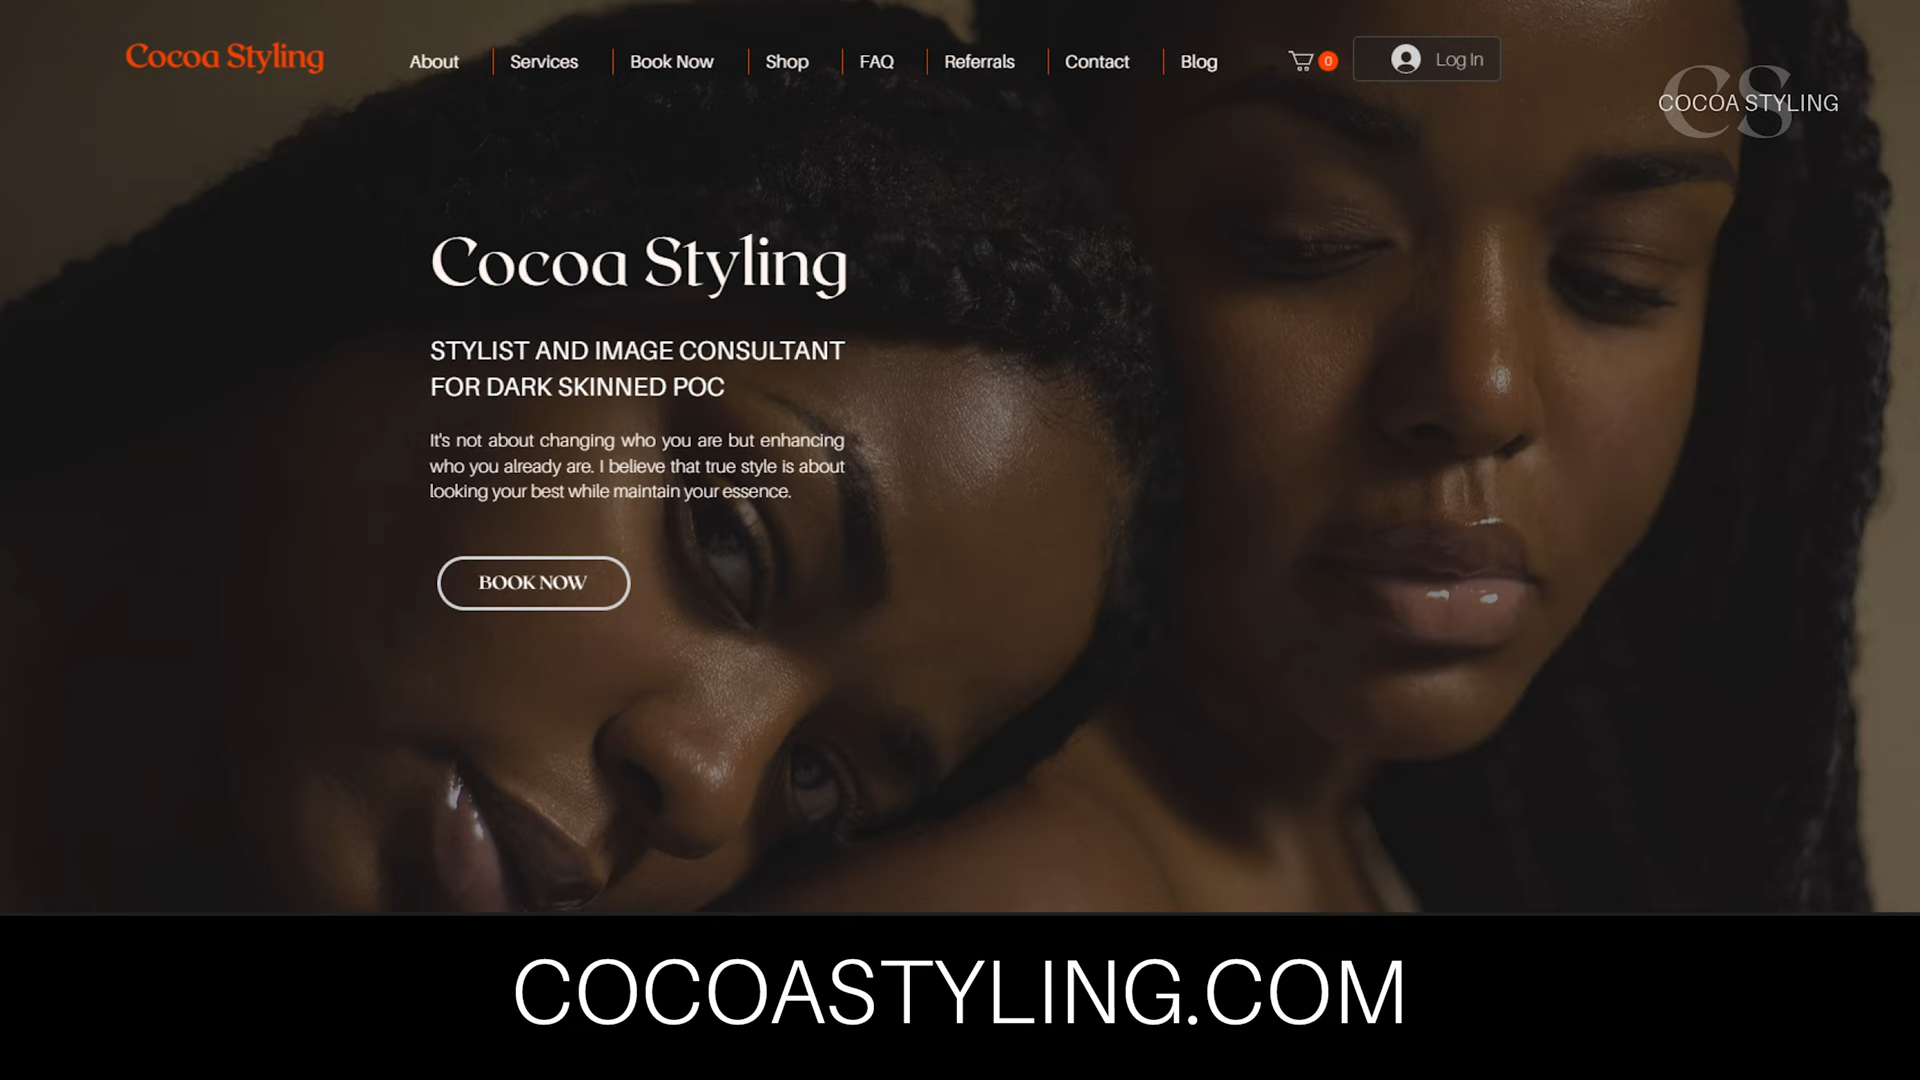 Cocoa Styling
About
Services
Book Now
Shop
FAQ
Referrals
Contact
Blog
0
Log In
CS
COCOA STYLING
Cocoa Styling
STYLIST AND IMAGE CONSULTANT
FOR DARK SKINNED POC
It's not about changing who you are but enhancing
who you already are. I believe that true style is about
looking your best while maintain your essence.
BOOK NOW
COCOASTYLING.COM